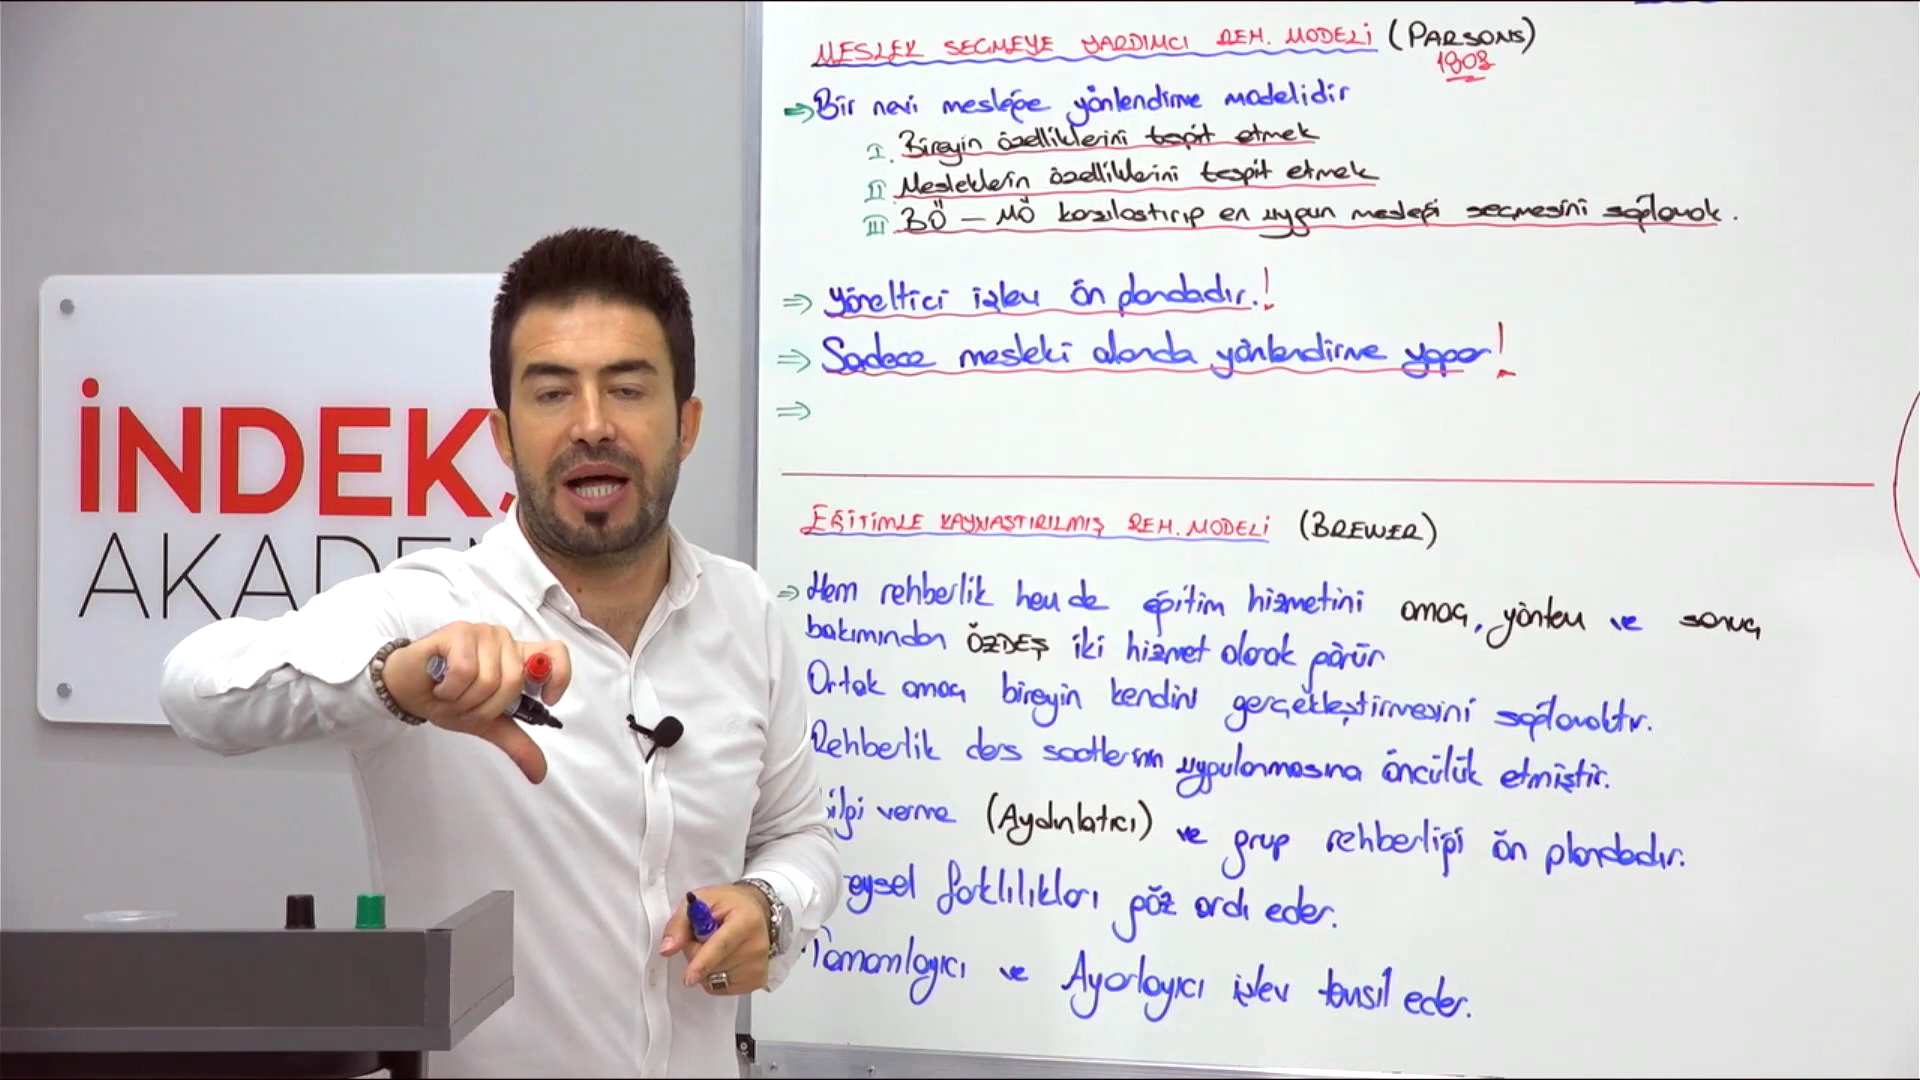 İNDEKS
AKADE
MESLEK SEÇMEYE YARDIMCI REH. MODELİ (PARSONS)
1908
⇒ Bir nevi mesleğe yönlendirme modelidir
I. Bireyin özelliklerini tespit etmek
II Mesleklerin özelliklerini tespit etmek
III BÖ – MÖ karşılaştırıp en uygun mesleği seçmesini sağlamak.
⇒ Yöneltici işlev ön plandadır.!
⇒ Sadece mesleki alanda yönlendirme yapar!
⇒
EĞİTİMLE KAYNAŞTIRILMIŞ REH. MODELİ (BREWER)
⇒ Hem rehberlik hem de eğitim hizmetini amaç, yöntem ve sonuç
bakımından ÖZDEŞ iki hizmet olarak görür
Ortak amaç bireyin kendini gerçekleştirmesini sağlamaktır.
Rehberlik ders saatlerinin uygulanmasına öncülük etmiştir.
ilgi verme (Aydınlatıcı) ve grup rehberliği ön plandadır.
eysel farklılıkları göz ardı eder.
Tamamlayıcı ve Ayarlayıcı işlev temsil eder.